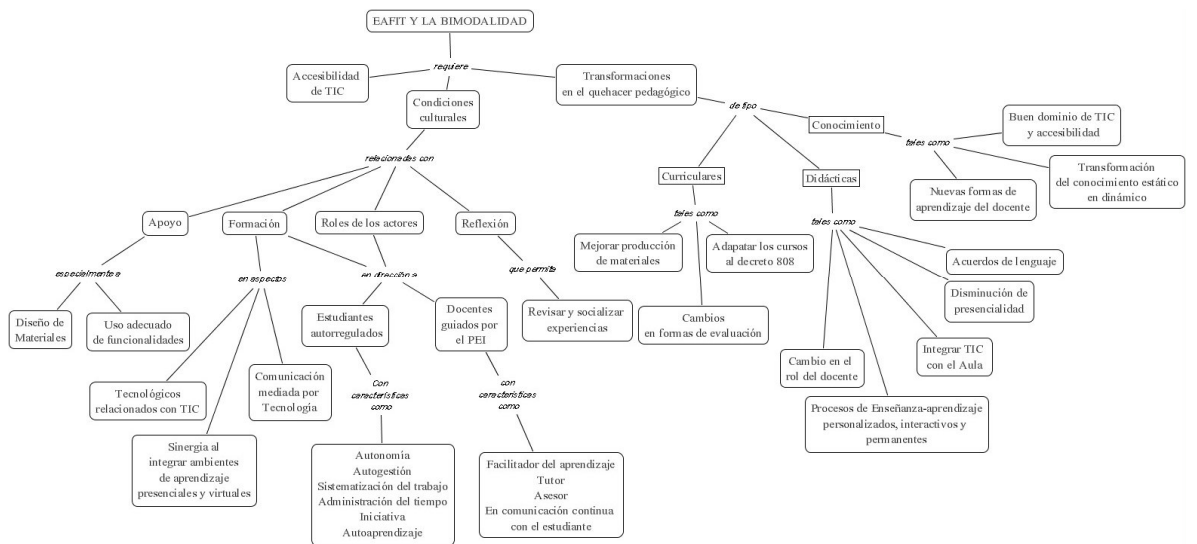 EAFIT Y LA BIMODALIDAD
requiere
Accesibilidad
de TIC
Transformaciones
en el quehacer pedagógico
Condiciones
culturales
de tipo
Conocimiento
Buen dominio de TIC
y accesibilidad
tales como
relacionadas con
Curriculares
Didácticas
Transformación
del conocimiento estático
en dinámico
Nuevas formas de
aprendizaje del docente
Apoyo
Formación
Roles de los actores
Reflexión
tales como
tales como
Mejorar producción
de materiales
Adapatar los cursos
al decreto 808
Acuerdos de lenguaje
especialmente a
en aspectos
en dirección a
que permita
Disminución de
presencialidad
Diseño de
Materiales
Uso adecuado
de funcionalidades
Estudiantes
autorregulados
Docentes
guiados por
el PEI
Revisar y socializar
experiencias
Cambios
en formas de evaluación
Integrar TIC
con el Aula
Cambio en el
rol del docente
Tecnológicos
relacionados con TIC
Comunicación
mediada por
Tecnología
Con
características
como
con
características
como
Procesos de Enseñanza-aprendizaje
personalizados, interactivos y
permanentes
Sinergia al
integrar ambientes
de aprendizaje
presenciales y virtuales
Autonomía
Autogestión
Sistematización del trabajo
Administración del tiempo
Iniciativa
Autoaprendizaje
Facilitador del aprendizaje
Tutor
Asesor
En comunicación continua
con el estudiante